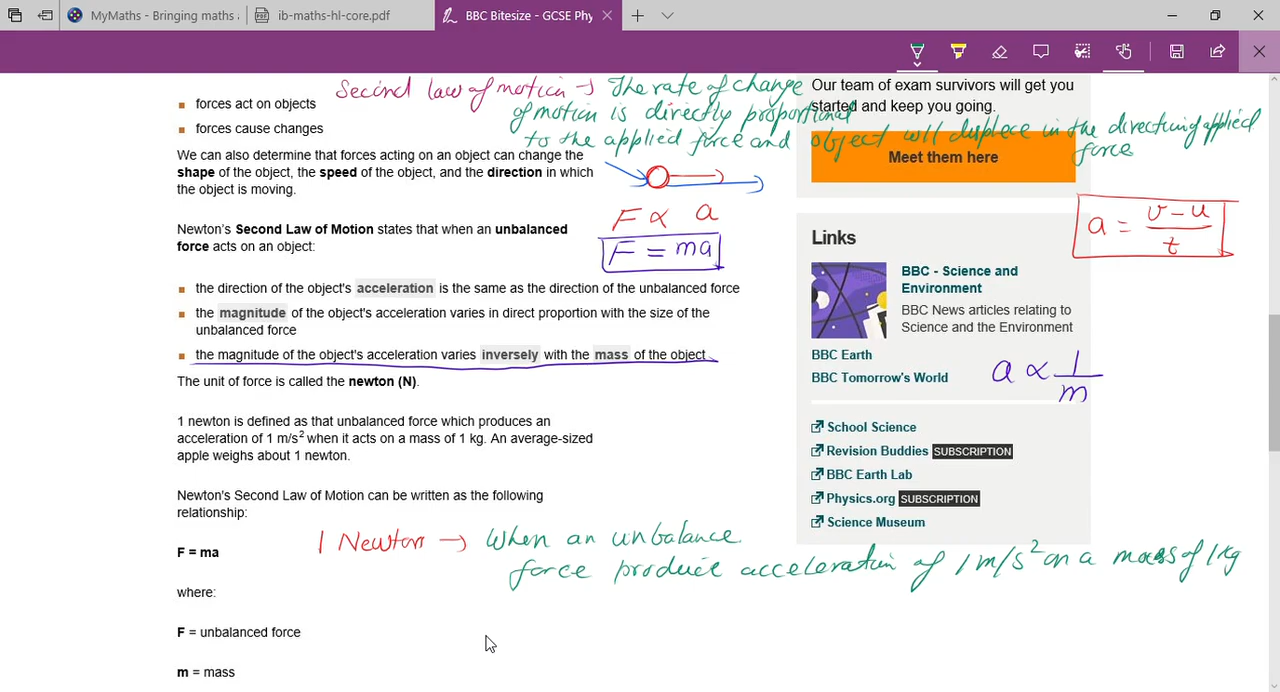 MyMaths - Bringing maths
ib-maths-hl-core.pdf
BBC Bitesize - GCSE Phy
Second law of motion → The rate of change
of motion is directly proportional
to the applied force and object will displace in the direction applied
force
forces act on objects
forces cause changes
We can also determine that forces acting on an object can change the
shape of the object, the speed of the object, and the direction in which
the object is moving.
F ∝ a
F = ma
Newton's Second Law of Motion states that when an unbalanced
force acts on an object:
the direction of the object's acceleration is the same as the direction of the unbalanced force
the magnitude of the object's acceleration varies in direct proportion with the size of the
unbalanced force
the magnitude of the object's acceleration varies inversely with the mass of the object
The unit of force is called the newton (N).
1 newton is defined as that unbalanced force which produces an
acceleration of 1 m/s² when it acts on a mass of 1 kg. An average-sized
apple weighs about 1 newton.
Newton's Second Law of Motion can be written as the following
relationship:
1 Newton → When an unbalance
force produce acceleration of 1 m/s² on a mass of 1kg
F = ma
where:
F = unbalanced force
m = mass
Our team of exam survivors will get you
started and keep you going.
Meet them here
a = v - u / t
Links
BBC - Science and
Environment
BBC News articles relating to
Science and the Environment
BBC Earth
BBC Tomorrow's World
a ∝ 1/m
School Science
Revision Buddies SUBSCRIPTION
BBC Earth Lab
Physics.org SUBSCRIPTION
Science Museum